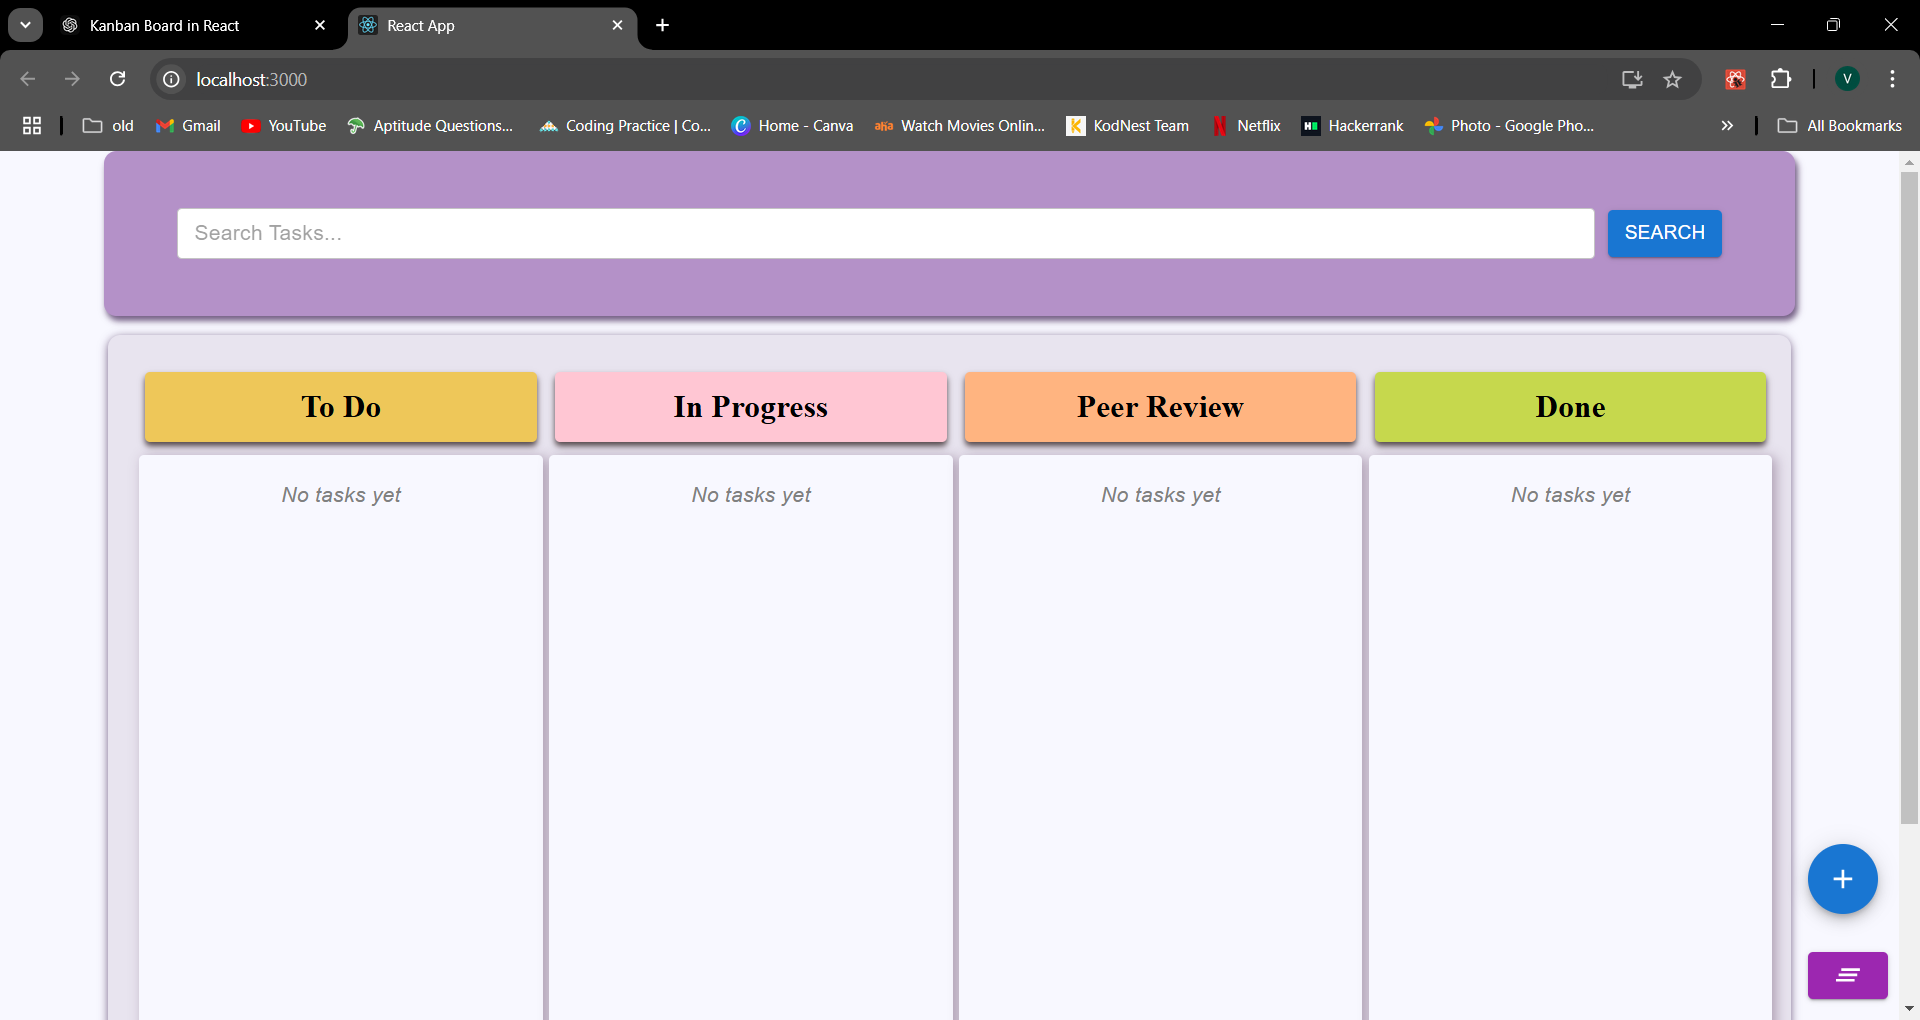 Kanban Board in React
React App
localhost:3000
old
Gmail
YouTube
Aptitude Questions...
Coding Practice | Co...
Home - Canva
Watch Movies Onlin...
KodNest Team
Netflix
Hackerrank
Photo - Google Pho...
All Bookmarks
V
Search Tasks...
SEARCH
To Do
In Progress
Peer Review
Done
No tasks yet
No tasks yet
No tasks yet
No tasks yet